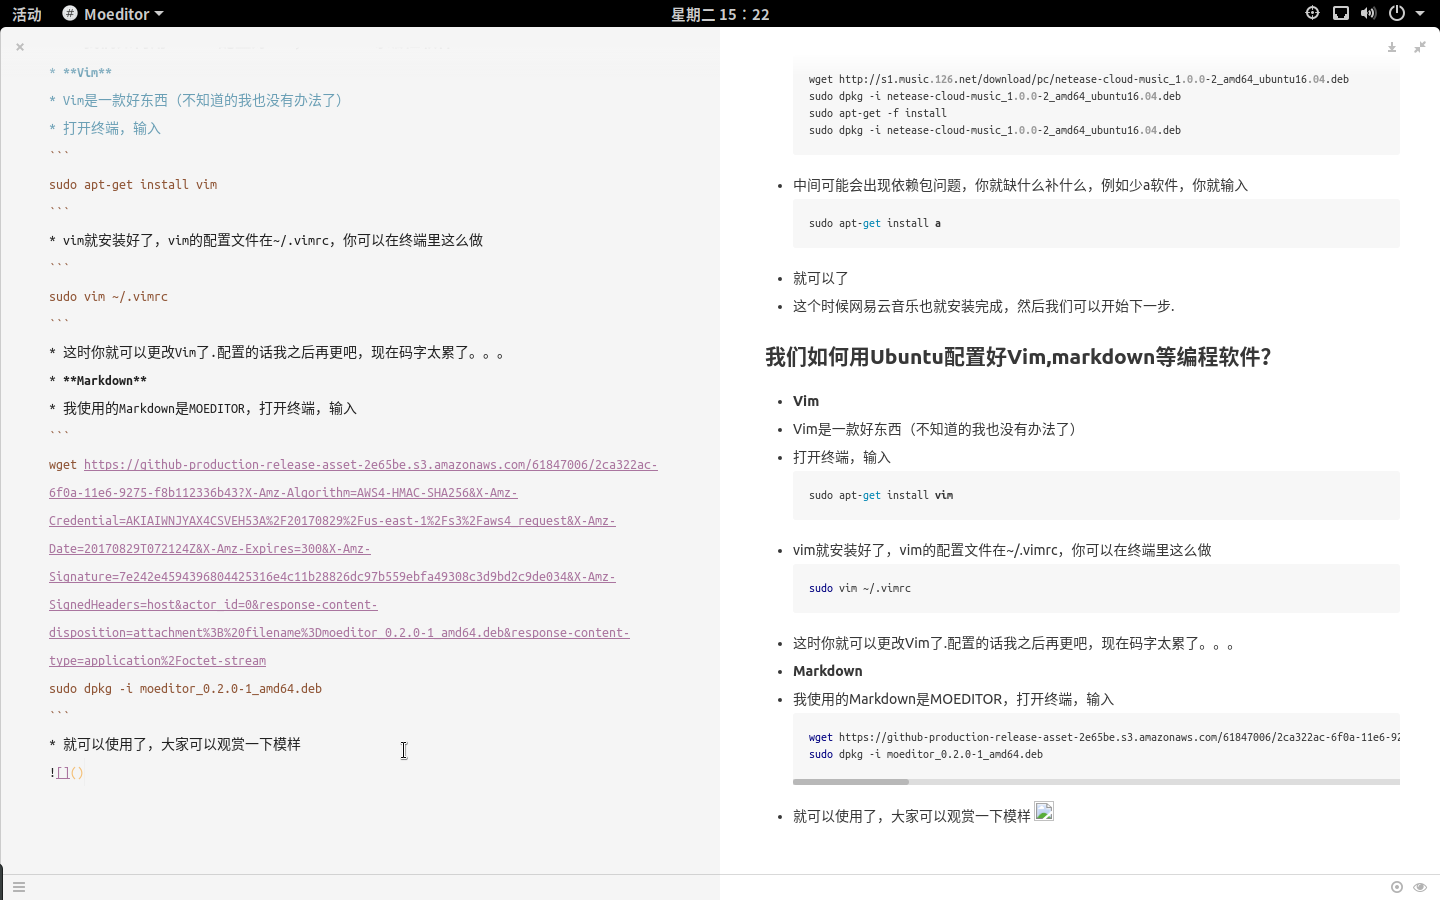 活动 Moeditor 星期二 15：22
* **Vim**
* Vim是一款好东西（不知道的我也没有办法了）
* 打开终端，输入
```
sudo apt-get install vim
```
* vim就安装好了，vim的配置文件在~/.vimrc，你可以在终端里这么做
```
sudo vim ~/.vimrc
```
* 这时你就可以更改Vim了.配置的话我之后再更吧，现在码字太累了。。。
* **Markdown**
* 我使用的Markdown是MOEDITOR，打开终端，输入
```
wget https://github-production-release-asset-2e65be.s3.amazonaws.com/61847006/2ca322ac-
6f0a-11e6-9275-f8b112336b43?X-Amz-Algorithm=AWS4-HMAC-SHA256&X-Amz-
Credential=AKIAIWNJYAX4CSVEH53A%2F20170829%2Fus-east-1%2Fs3%2Faws4_request&X-Amz-
Date=20170829T072124Z&X-Amz-Expires=300&X-Amz-
Signature=7e242e4594396804425316e4c11b28826dc97b559ebfa49308c3d9bd2c9de034&X-Amz-
SignedHeaders=host&actor_id=0&response-content-
disposition=attachment%3B%20filename%3Dmoeditor_0.2.0-1_amd64.deb&response-content-
type=application%2Foctet-stream
sudo dpkg -i moeditor_0.2.0-1_amd64.deb
```
* 就可以使用了，大家可以观赏一下模样
![]()
wget http://s1.music.126.net/download/pc/netease-cloud-music_1.0.0-2_amd64_ubuntu16.04.deb
sudo dpkg -i netease-cloud-music_1.0.0-2_amd64_ubuntu16.04.deb
sudo apt-get -f install
sudo dpkg -i netease-cloud-music_1.0.0-2_amd64_ubuntu16.04.deb
• 中间可能会出现依赖包问题，你就缺什么补什么，例如少a软件，你就输入
sudo apt-get install a
• 就可以了
• 这个时候网易云音乐也就安装完成，然后我们可以开始下一步.
我们如何用Ubuntu配置好Vim,markdown等编程软件？
• Vim
• Vim是一款好东西（不知道的我也没有办法了）
• 打开终端，输入
sudo apt-get install vim
• vim就安装好了，vim的配置文件在~/.vimrc，你可以在终端里这么做
sudo vim ~/.vimrc
• 这时你就可以更改Vim了.配置的话我之后再更吧，现在码字太累了。。。
• Markdown
• 我使用的Markdown是MOEDITOR，打开终端，输入
wget https://github-production-release-asset-2e65be.s3.amazonaws.com/61847006/2ca322ac-6f0a-11e6-92
sudo dpkg -i moeditor_0.2.0-1_amd64.deb
• 就可以使用了，大家可以观赏一下模样